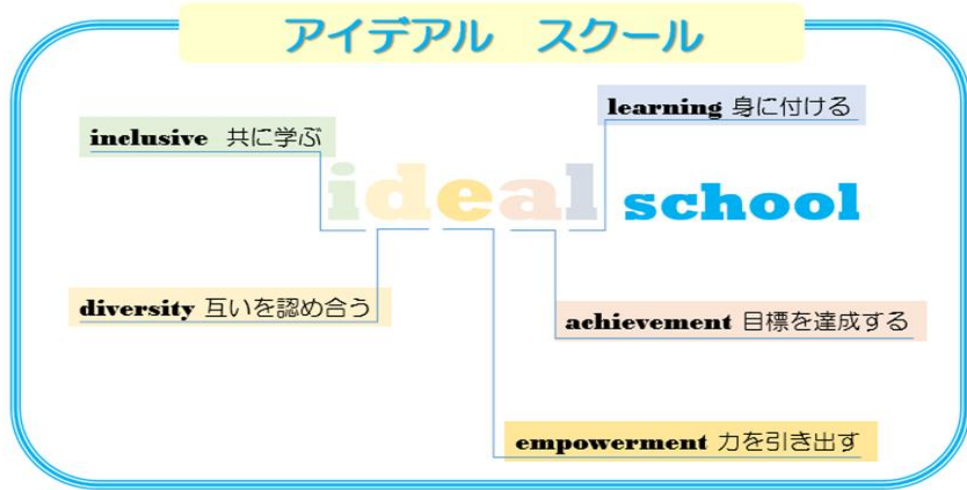 アイデアル スクール
inclusive 共に学ぶ
learning 身に付ける
ideal school
diversity 互いを認め合う
achievement 目標を達成する
empowerment 力を引き出す